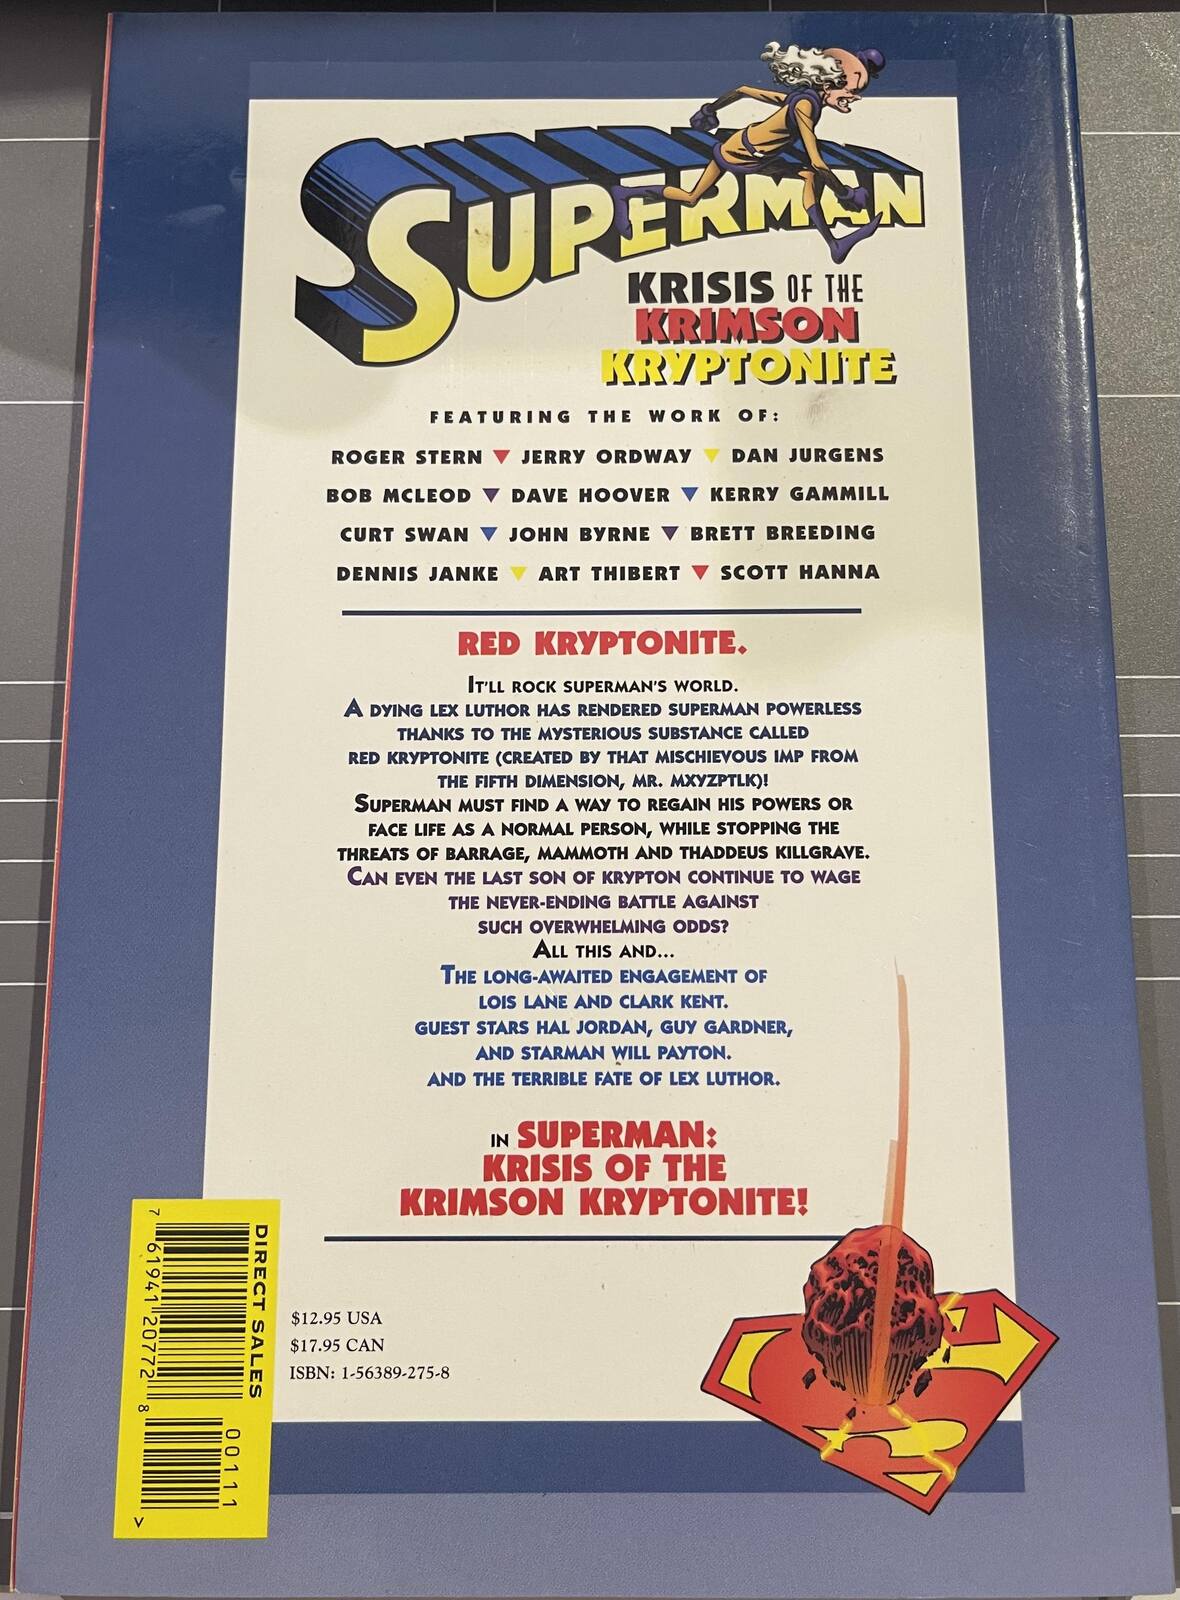 SUPERMAN
KRISIS OF THE
KRIMSON
KRYPTONITE
FEATURING THE WORK OF:
ROGER STERN ▼ JERRY ORDWAY ▼ DAN JURGENS
BOB MCLEOD ▼ DAVE HOOVER ▼ KERRY GAMMILL
CURT SWAN ▼ JOHN BYRNE ▼ BRETT BREEDING
DENNIS JANKE ▼ ART THIBERT ▼ SCOTT HANNA
RED KRYPTONITE.
IT'LL ROCK SUPERMAN'S WORLD.
A DYING LEX LUTHOR HAS RENDERED SUPERMAN POWERLESS
THANKS TO THE MYSTERIOUS SUBSTANCE CALLED
RED KRYPTONITE (CREATED BY THAT MISCHIEVOUS IMP FROM
THE FIFTH DIMENSION, MR. MXYZPTLK)!
SUPERMAN MUST FIND A WAY TO REGAIN HIS POWERS OR
FACE LIFE AS A NORMAL PERSON, WHILE STOPPING THE
THREATS OF BARRAGE, MAMMOTH AND THADDEUS KILLGRAVE.
CAN EVEN THE LAST SON OF KRYPTON CONTINUE TO WAGE
THE NEVER-ENDING BATTLE AGAINST
SUCH OVERWHELMING ODDS?
ALL THIS AND...
THE LONG-AWAITED ENGAGEMENT OF
LOIS LANE AND CLARK KENT.
GUEST STARS HAL JORDAN, GUY GARDNER,
AND STARMAN WILL PAYTON.
AND THE TERRIBLE FATE OF LEX LUTHOR.
IN SUPERMAN:
KRISIS OF THE
KRIMSON KRYPTONITE!
$12.95 USA
$17.95 CAN
ISBN: 1-56389-275-8
DIRECT SALES
7 61941 20772 8
00111
>